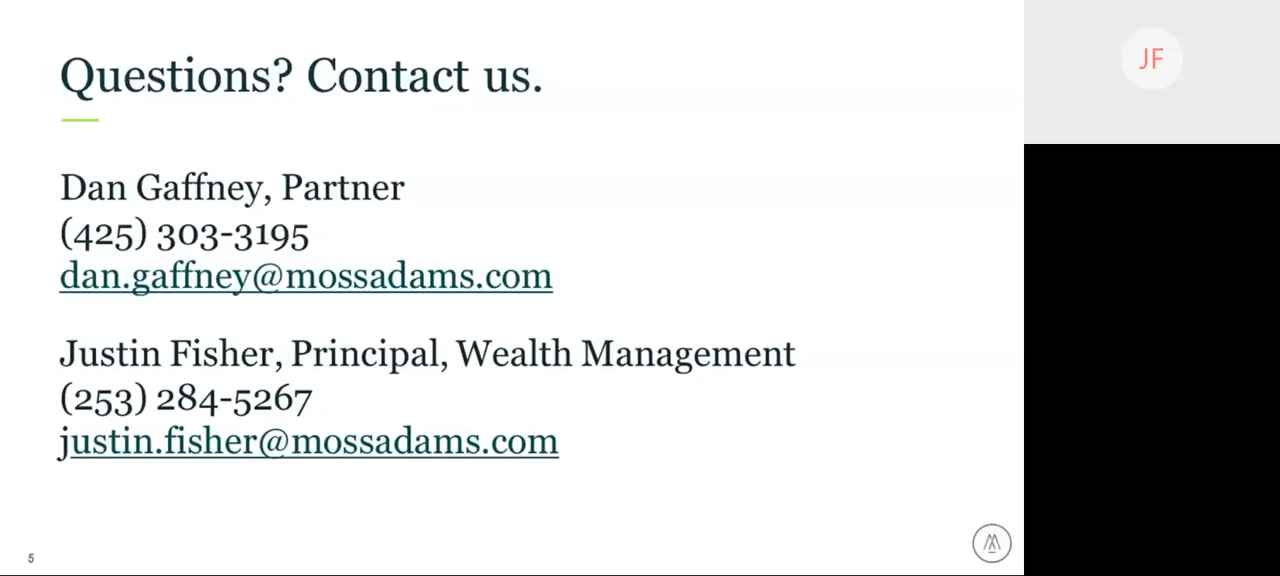 Questions? Contact us.
JF
Dan Gaffney, Partner
(425) 303-3195
dan.gaffney@mossadams.com
Justin Fisher, Principal, Wealth Management
(253) 284-5267
justin.fisher@mossadams.com
5